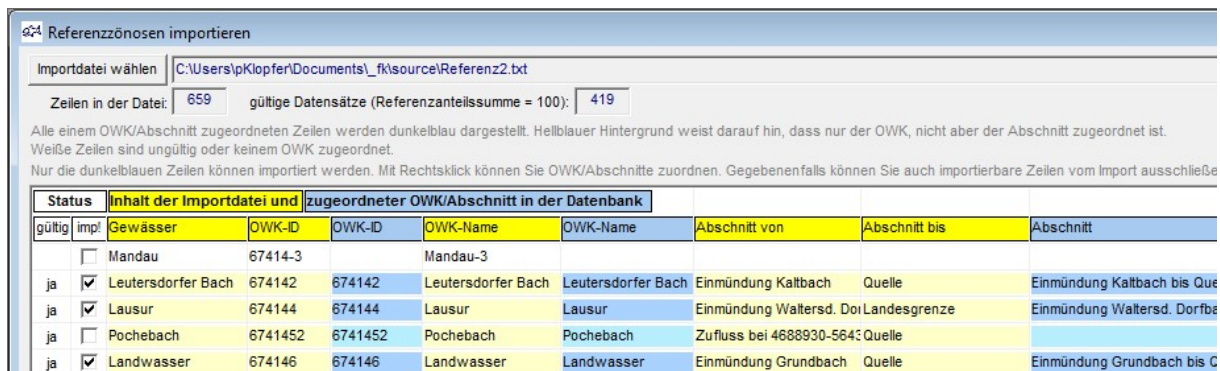 Referenzzönosen importieren
Importdatei wählen C:\Users\pKlopfer\Documents\_fk\source\Referenz2.txt
Zeilen in der Datei: 659 gültige Datensätze (Referenzanteilssumme = 100): 419
Alle einem OWK/Abschnitt zugeordneten Zeilen werden dunkelblau dargestellt. Hellblauer Hintergrund weist darauf hin, dass nur der OWK, nicht aber der Abschnitt zugeordnet ist.
Weiße Zeilen sind ungültig oder keinem OWK zugeordnet.
Nur die dunkelblauen Zeilen können importiert werden. Mit Rechtsklick können Sie OWK/Abschnitte zuordnen. Gegebenenfalls können Sie auch importierbare Zeilen vom Import ausschließe
Status Inhalt der Importdatei und zugeordneter OWK/Abschnitt in der Datenbank
gültig imp! Gewässer OWK-ID OWK-ID OWK-Name OWK-Name Abschnitt von Abschnitt bis Abschnitt
Mandau 67414-3 Mandau-3
ja Leutersdorfer Bach 674142 674142 Leutersdorfer Bach Leutersdorfer Bach Einmündung Kaltbach Quelle Einmündung Kaltbach bis Que
ja Lausur 674144 674144 Lausur Lausur Einmündung Waltersd. Dor Landesgrenze Einmündung Waltersd. Dorfba
ja Pochebach 6741452 6741452 Pochebach Pochebach Zufluss bei 4688930-5643 Quelle
ja Landwasser 674146 674146 Landwasser Landwasser Einmündung Grundbach Quelle Einmündung Grundbach bis Q